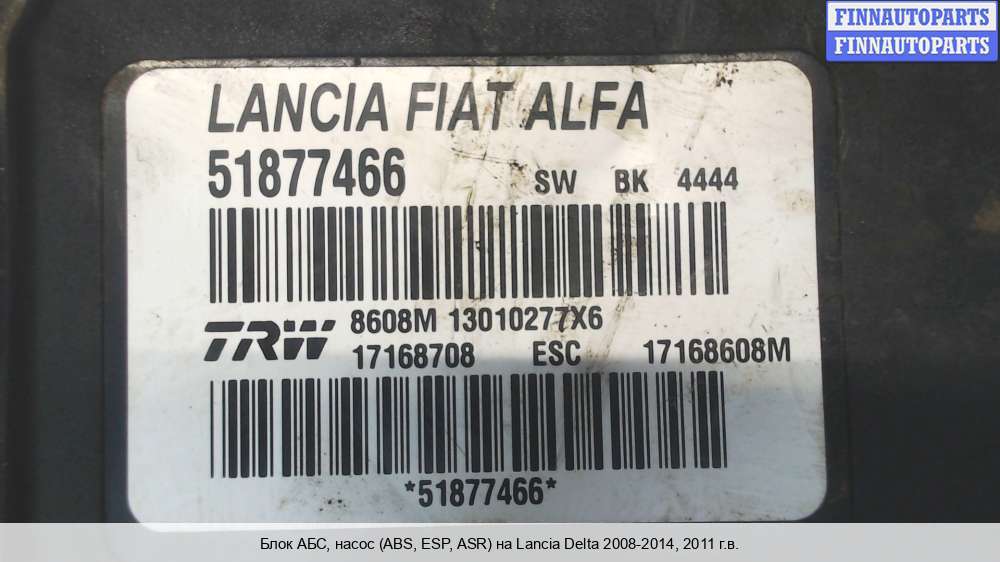 FINNAUTOPARTS
FINNAUTOPARTS
LANCIA FIAT ALFA
51877466 SW BK 4444
TRW 8608M 13010277X6
17168708 ESC 17168608M
*51877466*
Блок АБС, насос (ABS, ESP, ASR) на Lancia Delta 2008-2014, 2011 г.в.